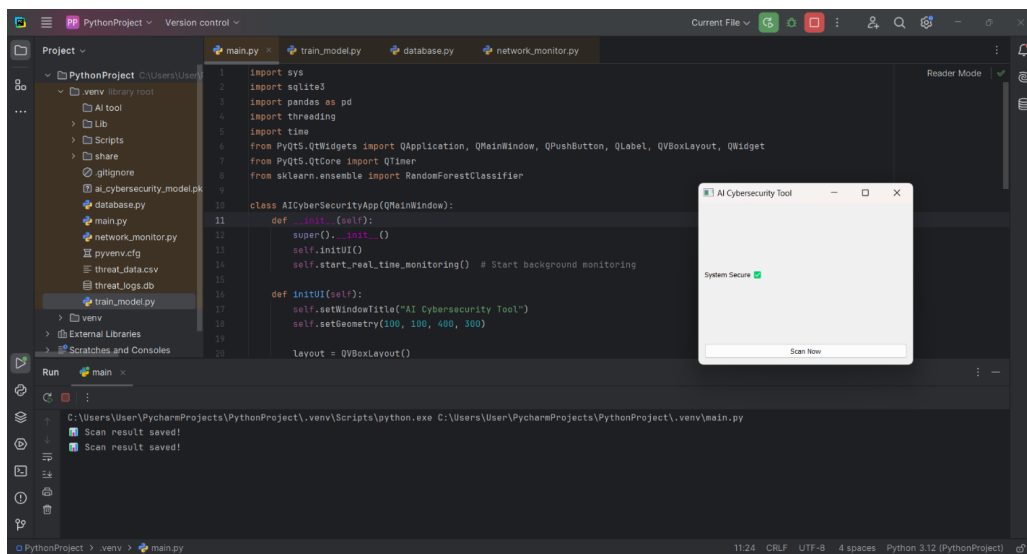 PP PythonProject Version control Current File
Project
main.py train_model.py database.py network_monitor.py
PythonProject C:\Users\User\
.venv library root
AI tool
Lib
Scripts
share
.gitignore
ai_cybersecurity_model.pk
database.py
main.py
network_monitor.py
pyvenv.cfg
threat_data.csv
threat_logs.db
train_model.py
venv
External Libraries
Scratches and Consoles
Reader Mode
1 import sys
2 import sqlite3
3 import pandas as pd
4 import threading
5 import time
6 from PyQt5.QtWidgets import QApplication, QMainWindow, QPushButton, QLabel, QVBoxLayout, QWidget
7 from PyQt5.QtCore import QTimer
8 from sklearn.ensemble import RandomForestClassifier
9
10 class AICyberSecurityApp(QMainWindow):
11 def __init__(self):
12 super().__init__()
13 self.initUI()
14 self.start_real_time_monitoring() # Start background monitoring
15
16 def initUI(self):
17 self.setWindowTitle("AI Cybersecurity Tool")
18 self.setGeometry(100, 100, 400, 300)
19
20 layout = QVBoxLayout()
AI Cybersecurity Tool
System Secure ✅
Scan Now
Run main
C:\Users\User\PycharmProjects\PythonProject\.venv\Scripts\python.exe C:\Users\User\PycharmProjects\PythonProject\.venv\main.py
📊 Scan result saved!
📊 Scan result saved!
PythonProject > .venv > main.py 11:24 CRLF UTF-8 4 spaces Python 3.12 (PythonProject)